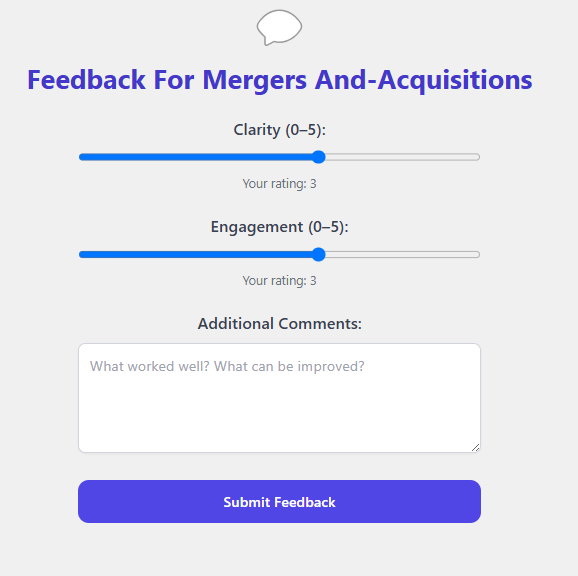 Feedback For Mergers And-Acquisitions
Clarity (0–5):
Your rating: 3
Engagement (0–5):
Your rating: 3
Additional Comments:
What worked well? What can be improved?
Submit Feedback